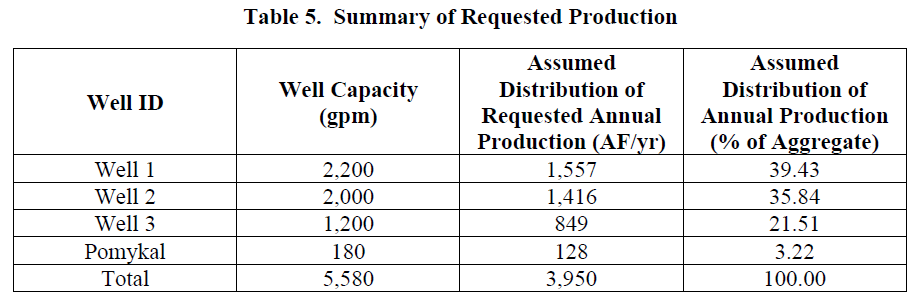 Table 5. Summary of Requested Production
Well ID
Well Capacity
(gpm)
Assumed
Distribution of
Requested Annual
Production (AF/yr)
Assumed
Distribution of
Annual Production
(% of Aggregate)
Well 1 2,200 1,557 39.43
Well 2 2,000 1,416 35.84
Well 3 1,200 849 21.51
Pomykal 180 128 3.22
Total 5,580 3,950 100.00